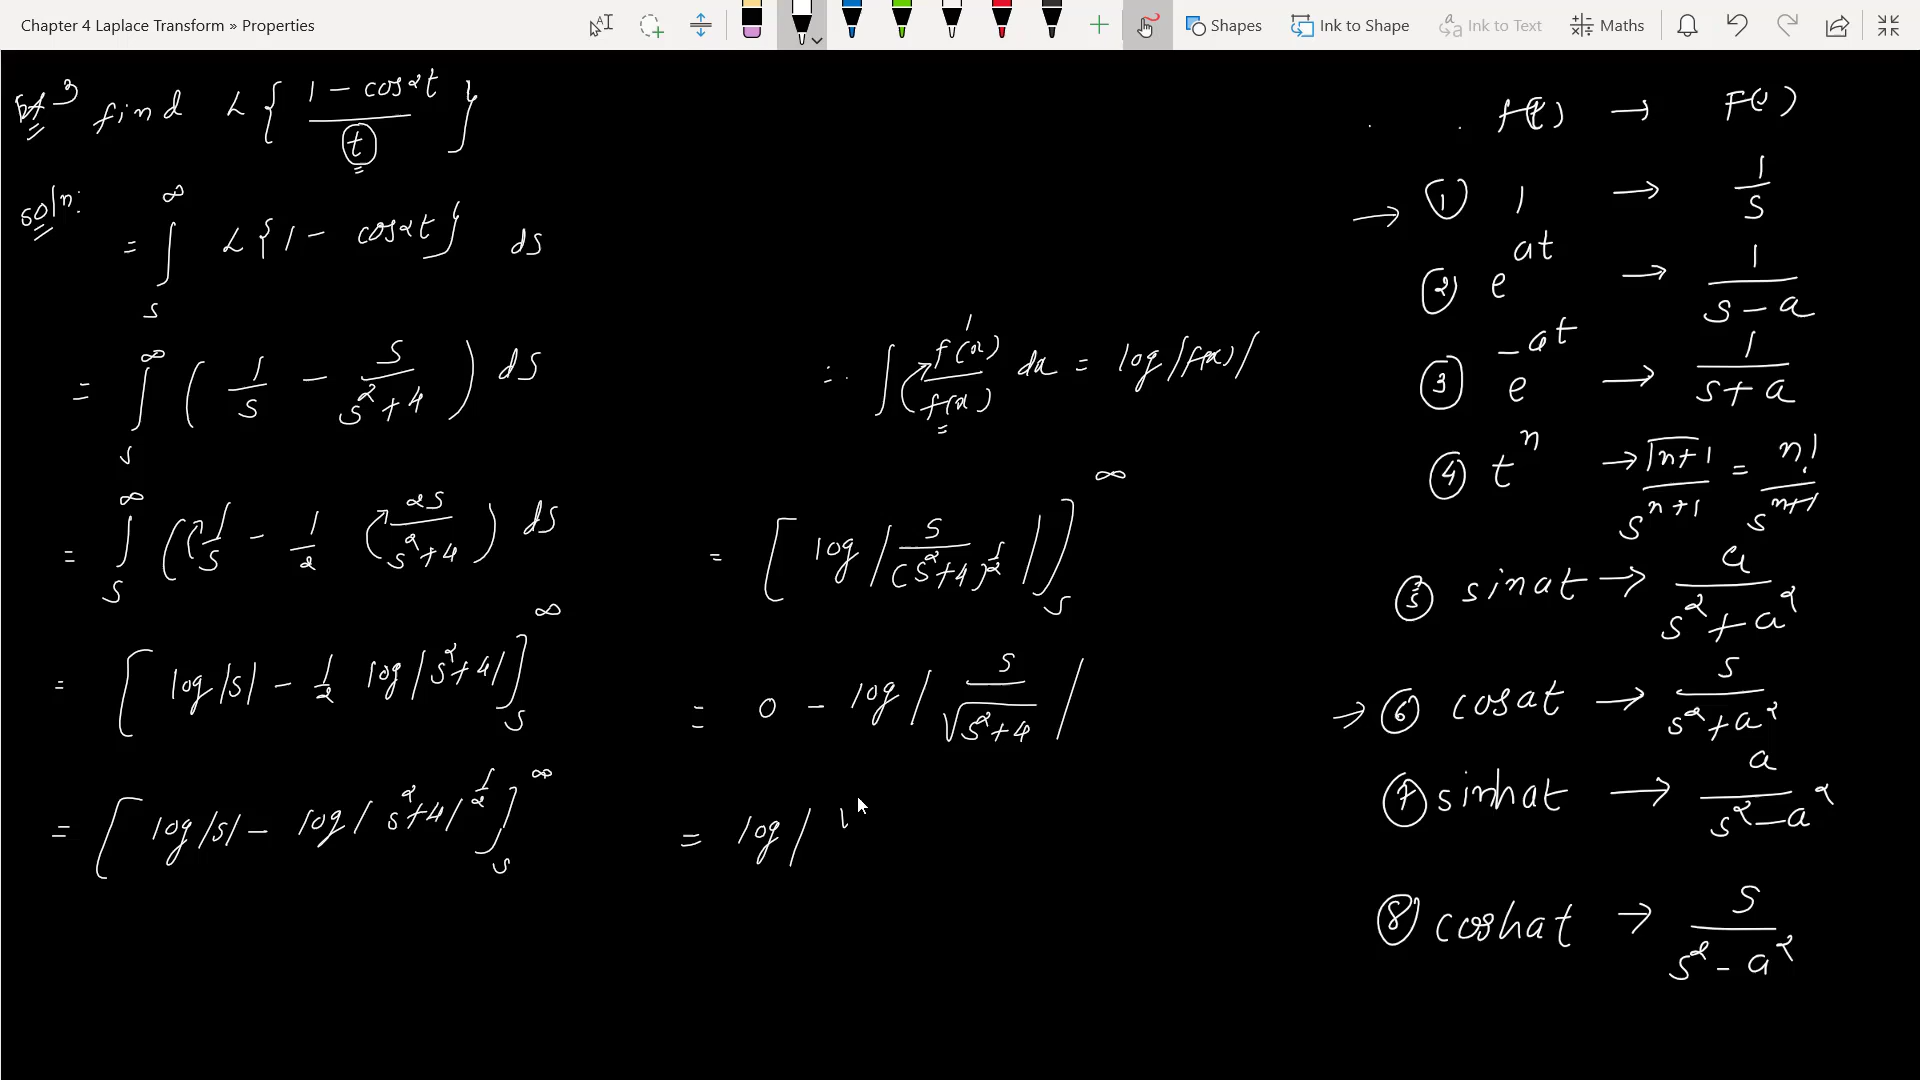 Chapter 4 Laplace Transform » Properties
Shapes Ink to Shape Ink to Text Maths
Ex 3 find L { (1 - cos2t) / t }
Soln:
= ∫_s^∞ L{1 - cos2t} ds
= ∫_s^∞ ( 1/s - s/(s²+4) ) ds
= ∫_s^∞ ( 1/s - 1/2 2s/(s²+4) ) ds
= [ log|s| - 1/2 log|s²+4| ]_s^∞
= [ log|s| - log|s²+4|^(1/2) ]_s^∞
∴ ∫ f'(x)/f(x) dx = log|f(x)|
= [ log| s/(s²+4)^(1/2) | ]_s^∞
= 0 - log| s/√(s²+4) |
= log|
f(t) → F(s)
→ ① 1 → 1/s
② e^(at) → 1/(s-a)
③ e^(-at) → 1/(s+a)
④ t^n → Γn+1/s^(n+1) = n!/s^(n+1)
⑤ sinat → a/(s²+a²)
→ ⑥ cosat → s/(s²+a²)
⑦ sinhat → a/(s²-a²)
⑧ coshat → s/(s²-a²)